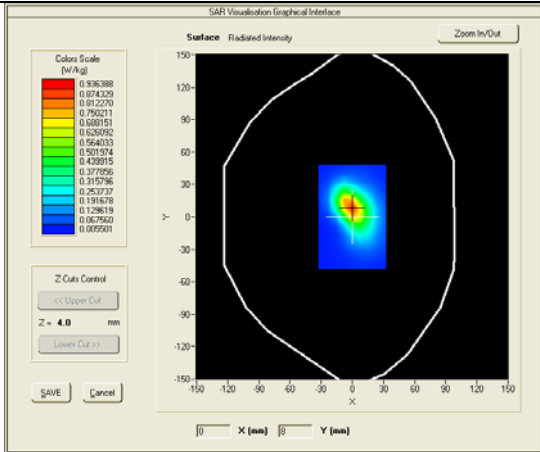 SAR Visualisation Graphical Interface
Surface Radiated Intensity
Zoom In/Out
Colors Scale
(W/kg)
0.936388
0.874329
0.812270
0.750211
0.688151
0.626092
0.564033
0.501974
0.439915
0.377856
0.315796
0.253737
0.191678
0.129619
0.067560
0.005501
150
120
90
60
30
0
-30
-60
-90
-120
-150
Y
-150 -120 -90 -60 -30 0 30 60 90 120 150
X
Z Cuts Control
<< Upper Cut
Z = 4.0 mm
Lower Cut >>
SAVE Cancel
0 X (mm) 8 Y (mm)